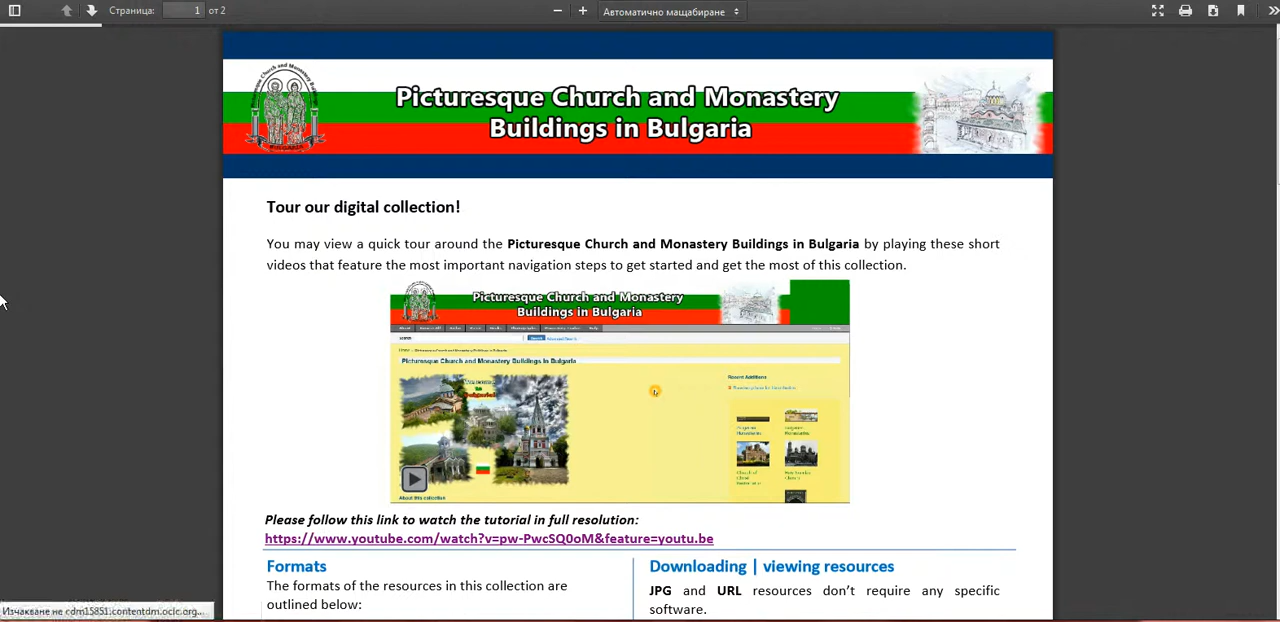 Страница: 1 от 2
Автоматично мащабиране
Picturesque Church and Monastery
Buildings in Bulgaria
Tour our digital collection!
You may view a quick tour around the Picturesque Church and Monastery Buildings in Bulgaria by playing these short
videos that feature the most important navigation steps to get started and get the most of this collection.
Picturesque Church and Monastery
Buildings in Bulgaria
Picturesque Church and Monastery Buildings in Bulgaria
Recent Additions
Welcome
to
Bulgaria!
About this collection
Please follow this link to watch the tutorial in full resolution:
https://www.youtube.com/watch?v=pw-PwcSQ0oM&feature=youtu.be
Formats
The formats of the resources in this collection are
outlined below:
Downloading | viewing resources
JPG and URL resources don’t require any specific
software.
Изчакване не cdm15851.contentdm.oclc.org...